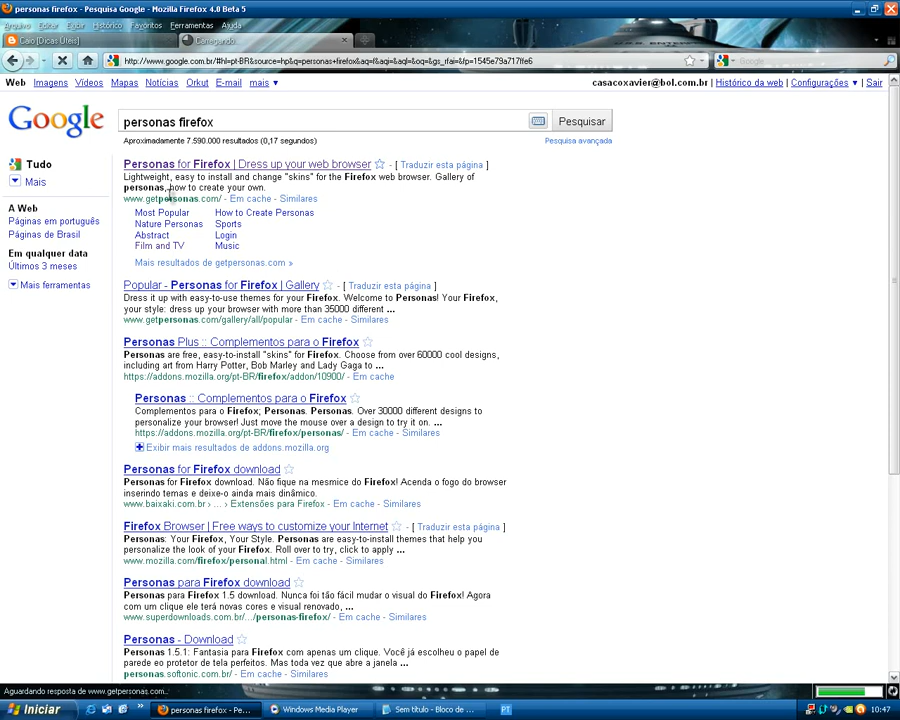 personas firefox - Pesquisa Google - Mozilla Firefox 4.0 Beta 5
Arquivo Editar Exibir Histórico Favoritos Ferramentas Ajuda
Caio [Dicas Úteis]
Carregando...
http://www.google.com.br/#hl=pt-BR&source=hp&q=personas+firefox&aq=f&aqi=&aql=&oq=&gs_rfai=&fp=1545e79a717ffe6
Google
Web Imagens Vídeos Mapas Notícias Orkut E-mail mais ▼
casacoxavier@bol.com.br | Histórico da web | Configurações ▼ | Sair
Google
personas firefox
Pesquisar
Aproximadamente 7.590.000 resultados (0,17 segundos)
Pesquisa avançada
Tudo
Mais
A Web
Páginas em português
Páginas de Brasil
Em qualquer data
Últimos 3 meses
Mais ferramentas
Personas for Firefox | Dress up your web browser - [ Traduzir esta página ]
Lightweight, easy to install and change "skins" for the Firefox web browser. Gallery of
personas, how to create your own.
www.getpersonas.com/ - Em cache - Similares
Most Popular How to Create Personas
Nature Personas Sports
Abstract Login
Film and TV Music
Mais resultados de getpersonas.com »
Popular - Personas for Firefox | Gallery - [ Traduzir esta página ]
Dress it up with easy-to-use themes for your Firefox. Welcome to Personas! Your Firefox,
your style: dress up your browser with more than 35000 different ...
www.getpersonas.com/gallery/all/popular - Em cache - Similares
Personas Plus :: Complementos para o Firefox
Personas are free, easy-to-install "skins" for Firefox. Choose from over 60000 cool designs,
including art from Harry Potter, Bob Marley and Lady Gaga to ...
https://addons.mozilla.org/pt-BR/firefox/addon/10900/ - Em cache
Personas :: Complementos para o Firefox
Complementos para o Firefox; Personas. Personas. Over 30000 different designs to
personalize your browser! Just move the mouse over a design to try it on. ...
https://addons.mozilla.org/pt-BR/firefox/personas/ - Em cache - Similares
Exibir mais resultados de addons.mozilla.org
Personas for Firefox download
Personas for Firefox download. Não fique na mesmice do Firefox! Acenda o fogo do browser
inserindo temas e deixe-o ainda mais dinâmico.
www.baixaki.com.br › ... › Extensões para Firefox - Em cache - Similares
Firefox Browser | Free ways to customize your Internet - [ Traduzir esta página ]
Personas: Your Firefox, Your Style. Personas are easy-to-install themes that help you
personalize the look of your Firefox. Roll over to try, click to apply ...
www.mozilla.com/firefox/personal.html - Em cache - Similares
Personas para Firefox download
Personas para Firefox 1.5 download. Nunca foi tão fácil mudar o visual do Firefox! Agora
com um clique ele terá novas cores e visual renovado, ...
www.superdownloads.com.br/.../personas-firefox/ - Em cache - Similares
Personas - Download
Personas 1.5.1: Fantasia para Firefox com apenas um clique. Você já escolheu o papel de
parede eo protetor de tela perfeitos. Mas toda vez que abre a janela ...
personas.softonic.com.br/ - Em cache - Similares
Aguardando resposta de www.getpersonas.com...
Iniciar
personas firefox - Pe...
Windows Media Player
Sem título - Bloco de ...
PT
10:47